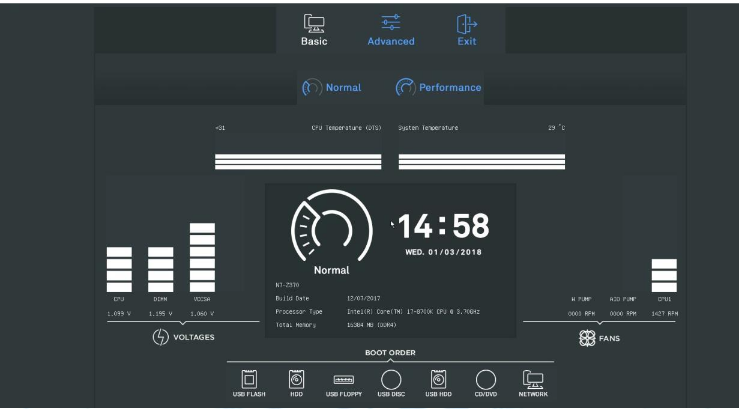 Basic
Advanced
Exit
Normal
Performance
+31
CPU Temperature (DTS)
System Temperature
29 °C
14:58
WED. 01/03/2018
Normal
N7-Z370
Build Date 12/07/2017
Processor Type Intel(R) Core(TM) i7-8700K CPU @ 3.70GHz
Total Memory 16384 MB (DDR4)
CPU
DIMM
VCCSA
1.099 V
1.195 V
1.060 V
VOLTAGES
W PUMP
AIO PUMP
CPU1
0000 RPM
0000 RPM
1427 RPM
FANS
BOOT ORDER
USB FLASH
HDD
USB FLOPPY
USB DISC
USB HDD
CD/DVD
NETWORK